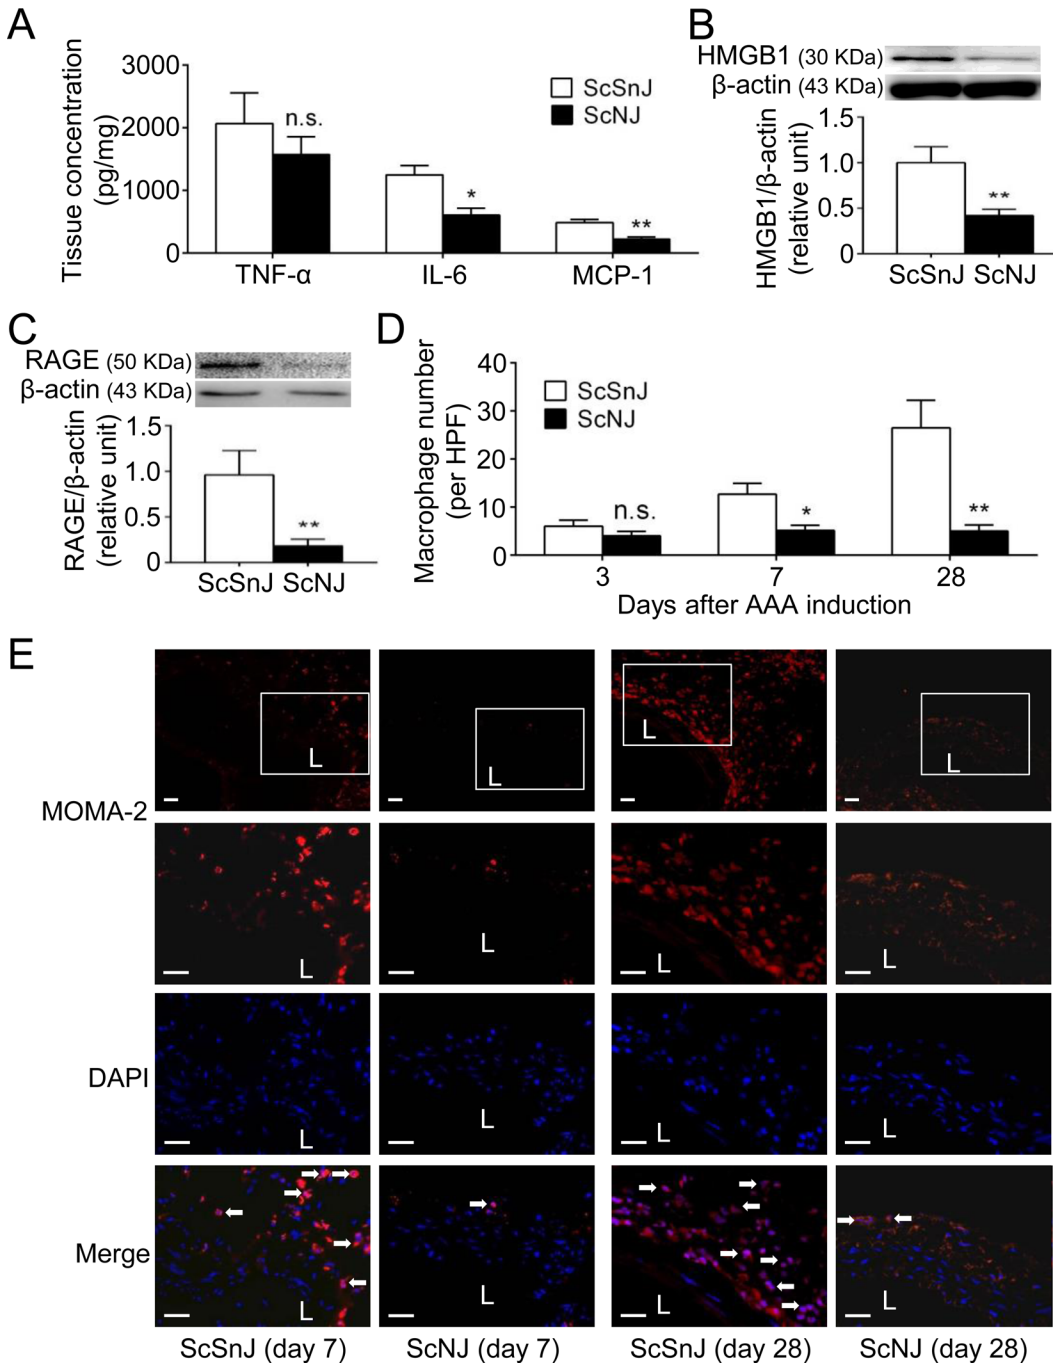 A
Tissue concentration
(pg/mg)
3000
2000
1000
0
n.s.
*
**
ScSnJ
ScNJ
TNF-α
IL-6
MCP-1
B
HMGB1 (30 KDa)
β-actin (43 KDa)
HMGB1/β-actin
(relative unit)
1.5
1.0
0.5
0
**
ScSnJ
ScNJ
C
RAGE (50 KDa)
β-actin (43 KDa)
RAGE/β-actin
(relative unit)
1.5
1.0
0.5
0
**
ScSnJ
ScNJ
D
Macrophage number
(per HPF)
40
30
20
10
0
ScSnJ
ScNJ
n.s.
*
**
3
7
28
Days after AAA induction
E
MOMA-2
L
L
L
L
L
L
L
L
DAPI
L
L
L
L
Merge
L
L
L
L
ScSnJ (day 7)
ScNJ (day 7)
ScSnJ (day 28)
ScNJ (day 28)